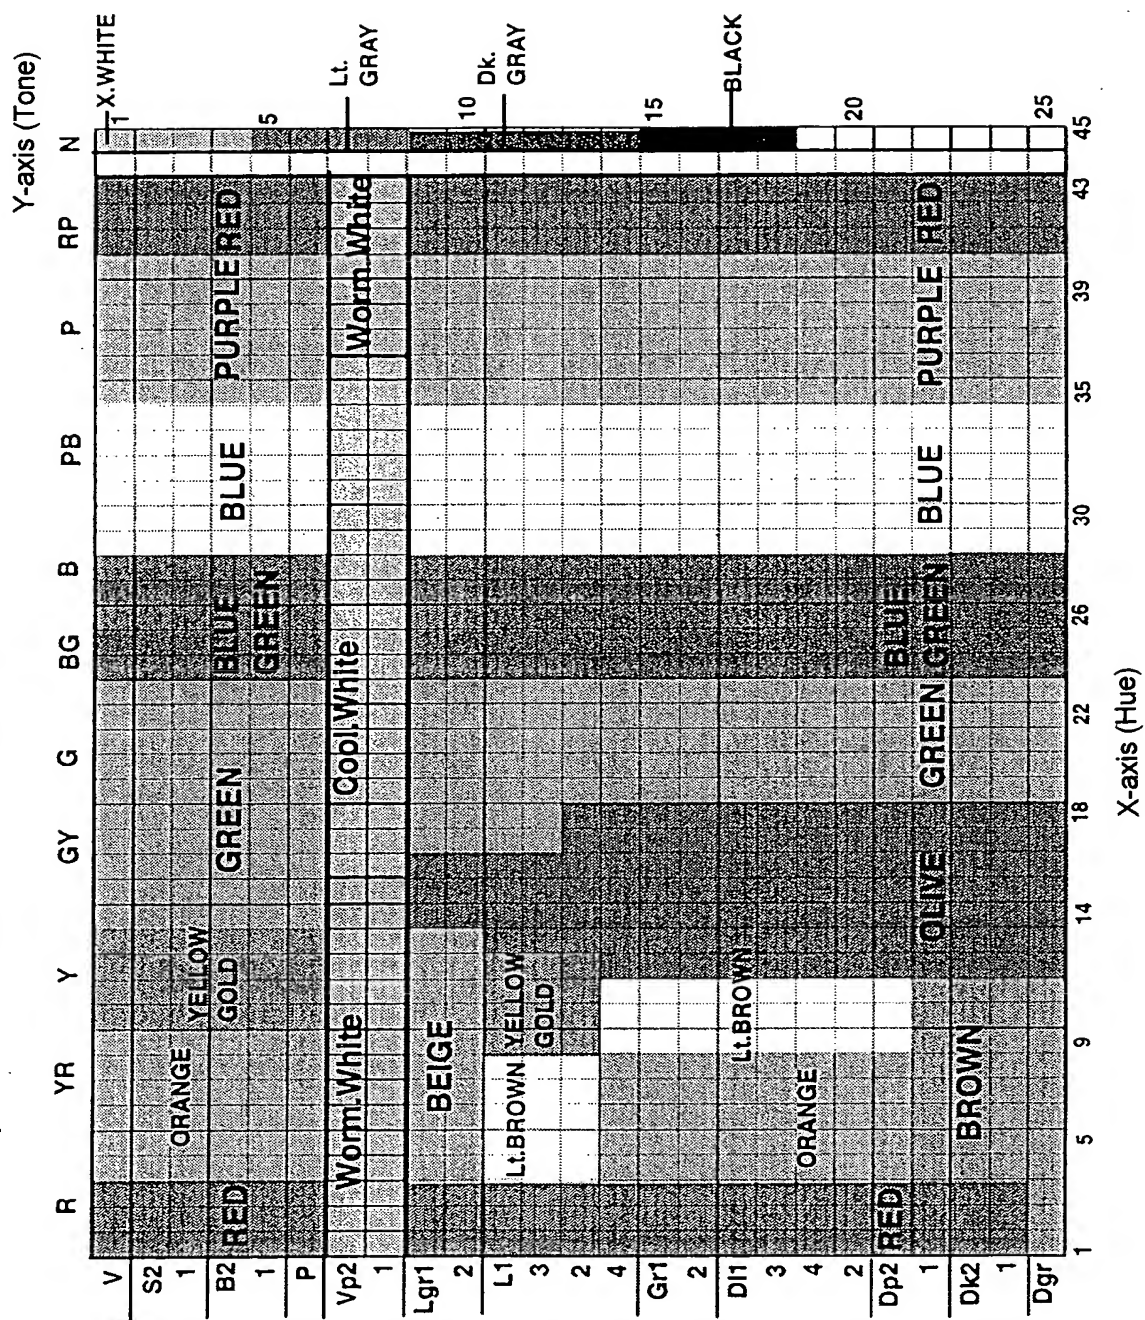 Y-axis (Tone)
R YR Y GY G BG B PB P RP N
V
S2
1
B2
1
P
Vp2
1
Lgr1
2
L1
3
2
4
Gr1
2
Dl1
3
4
2
Dp2
1
Dk2
1
Dgr
1 X.WHITE
5
Lt.
GRAY
10
Dk.
GRAY
15
BLACK
20
25
ORANGE YELLOW
RED GOLD GREEN BLUE BLUE PURPLE RED
GREEN
Worm.White Cool.White Worm.White
BEIGE
Lt.BROWN YELLOW
GOLD
Lt.BROWN
ORANGE
RED BLUE
OLIVE GREEN GREEN BLUE PURPLE RED
BROWN
1 5 9 14 18 22 26 30 35 39 43 45
X-axis (Hue)